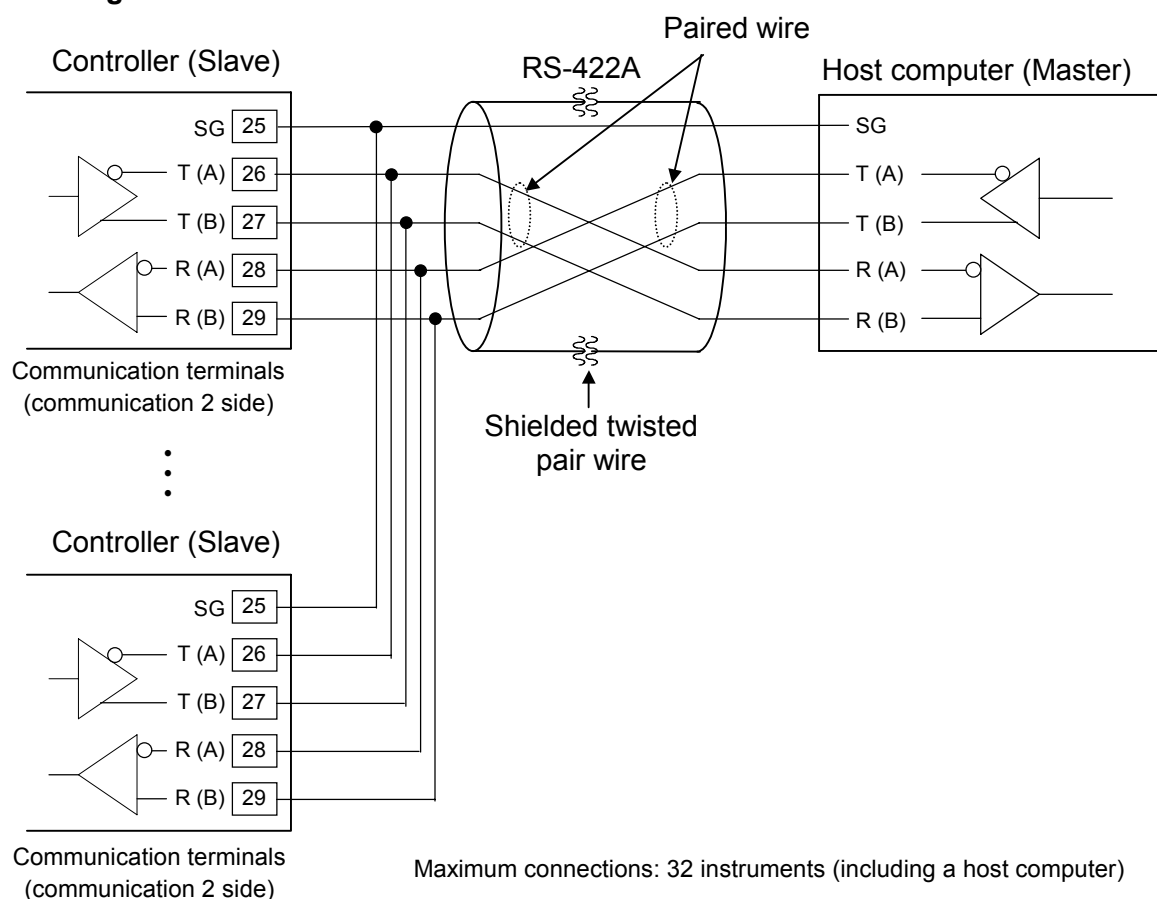 Paired wire
Controller (Slave)
RS-422A
Host computer (Master)
SG 25
T (A) 26
T (B) 27
R (A) 28
R (B) 29
SG
T (A)
T (B)
R (A)
R (B)
Communication terminals
(communication 2 side)
Shielded twisted
pair wire
Controller (Slave)
SG 25
T (A) 26
T (B) 27
R (A) 28
R (B) 29
Communication terminals
(communication 2 side)
Maximum connections: 32 instruments (including a host computer)